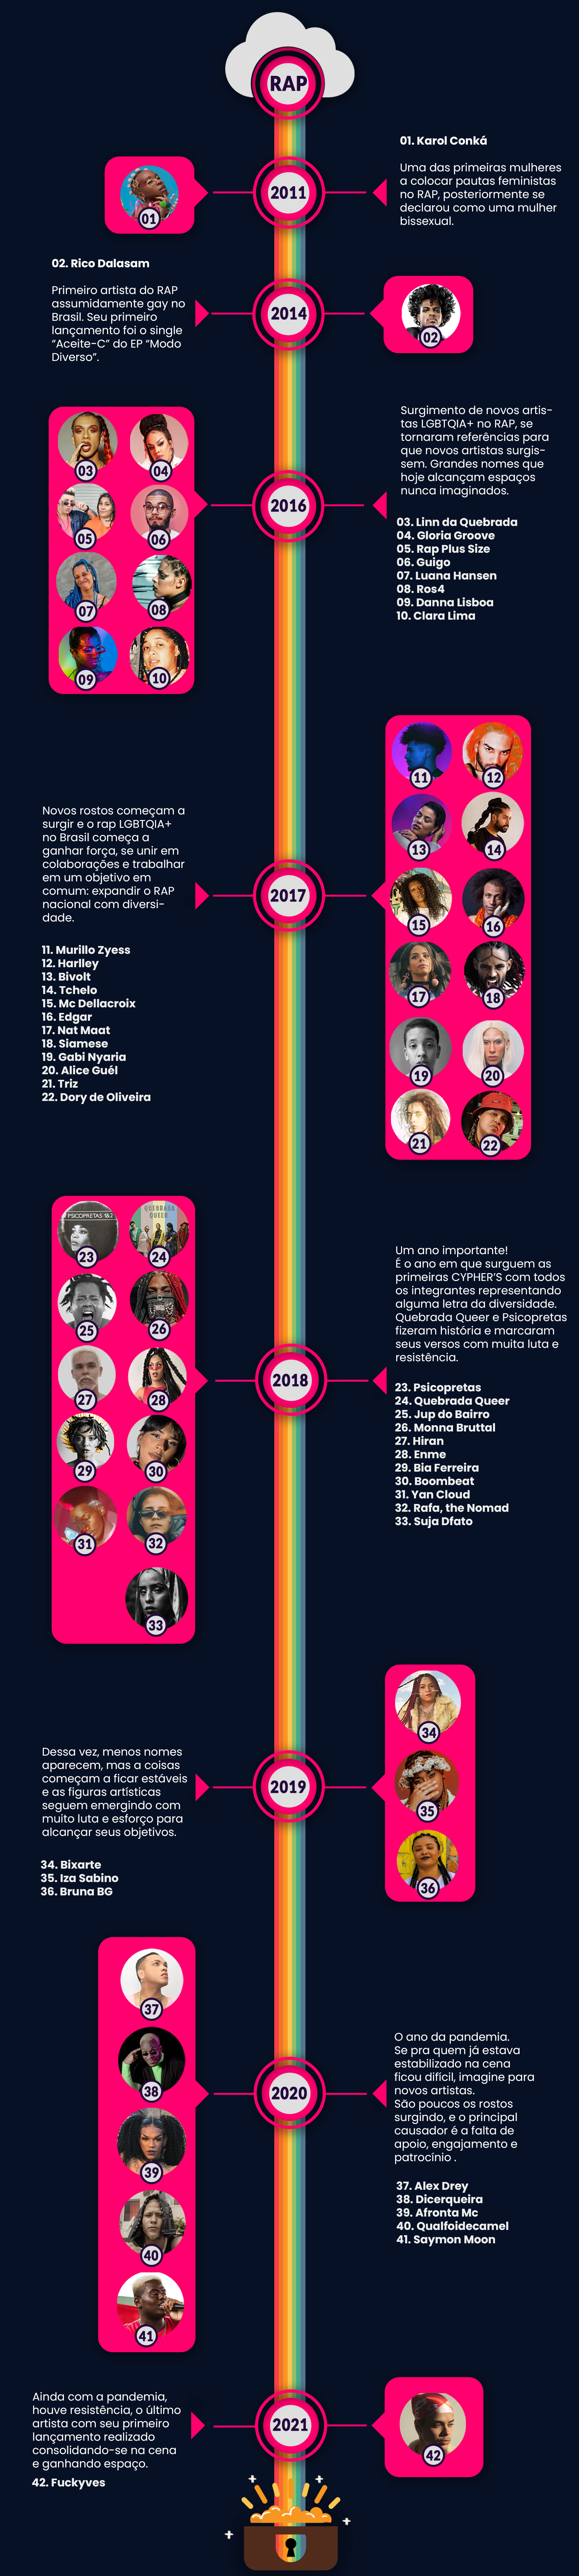 RAP
01. Karol Conká
Uma das primeiras mulheres
a colocar pautas feministas
no RAP, posteriormente se
declarou como uma mulher
bissexual.
2011
01
02. Rico Dalasam
Primeiro artista do RAP
assumidamente gay no
Brasil. Seu primeiro
lançamento foi o single
“Aceite-C” do EP “Modo
Diverso”.
2014
02
Surgimento de novos artis-
tas LGBTQIA+ no RAP, se
tornaram referências para
que novos artistas surgis-
sem. Grandes nomes que
hoje alcançam espaços
nunca imaginados.
03. Linn da Quebrada
04. Gloria Groove
05. Rap Plus Size
06. Guigo
07. Luana Hansen
08. Ros4
09. Danna Lisboa
10. Clara Lima
2016
03
04
05
06
07
08
09
10
Novos rostos começam a
surgir e o rap LGBTQIA+
no Brasil começa a
ganhar força, se unir em
colaborações e trabalhar
em um objetivo em
comum: expandir o RAP
nacional com diversi-
dade.
11. Murillo Zyess
12. Harlley
13. Bivolt
14. Tchelo
15. Mc Dellacroix
16. Edgar
17. Nat Maat
18. Siamese
19. Gabi Nyaria
20. Alice Guél
21. Triz
22. Dory de Oliveira
2017
11
12
13
14
15
16
17
18
19
20
21
22
PSICOPRETAS 1&2
QUEBRADA
QUEER
23
24
25
26
27
28
29
30
31
32
33
2018
Um ano importante!
É o ano em que surguem as
primeiras CYPHER'S com todos
os integrantes representando
alguma letra da diversidade.
Quebrada Queer e Psicopretas
fizeram história e marcaram
seus versos com muita luta e
resistência.
23. Psicopretas
24. Quebrada Queer
25. Jup do Bairro
26. Monna Bruttal
27. Hiran
28. Enme
29. Bia Ferreira
30. Boombeat
31. Yan Cloud
32. Rafa, the Nomad
33. Suja Dfato
Dessa vez, menos nomes
aparecem, mas a coisas
começam a ficar estáveis
e as figuras artísticas
seguem emergindo com
muito luta e esforço para
alcançar seus objetivos.
34. Bixarte
35. Iza Sabino
36. Bruna BG
2019
34
35
36
37
38
39
40
41
2020
O ano da pandemia.
Se pra quem já estava
estabilizado na cena
ficou difícil, imagine para
novos artistas.
São poucos os rostos
surgindo, e o principal
causador é a falta de
apoio, engajamento e
patrocínio .
37. Alex Drey
38. Dicerqueira
39. Afronta Mc
40. Qualfoidecamel
41. Saymon Moon
Ainda com a pandemia,
houve resistência, o último
artista com seu primeiro
lançamento realizado
consolidando-se na cena
e ganhando espaço.
42. Fuckyves
2021
42